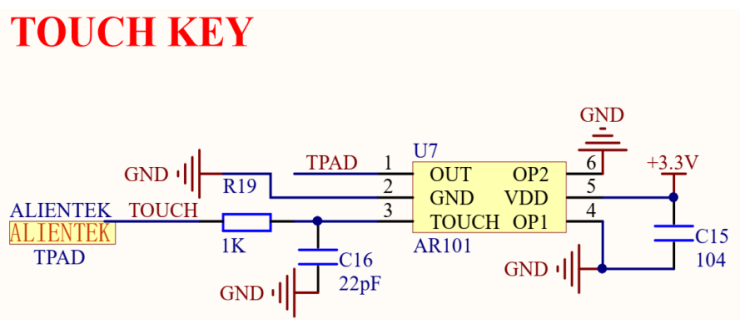 TOUCH KEY
GND
U7
TPAD 1 OUT OP2 6 +3.3V
GND R19 2 GND VDD 5
ALIENTEK TOUCH 3 TOUCH OP1 4
ALIENTEK 1K AR101 C15
TPAD C16 GND 104
GND 22pF